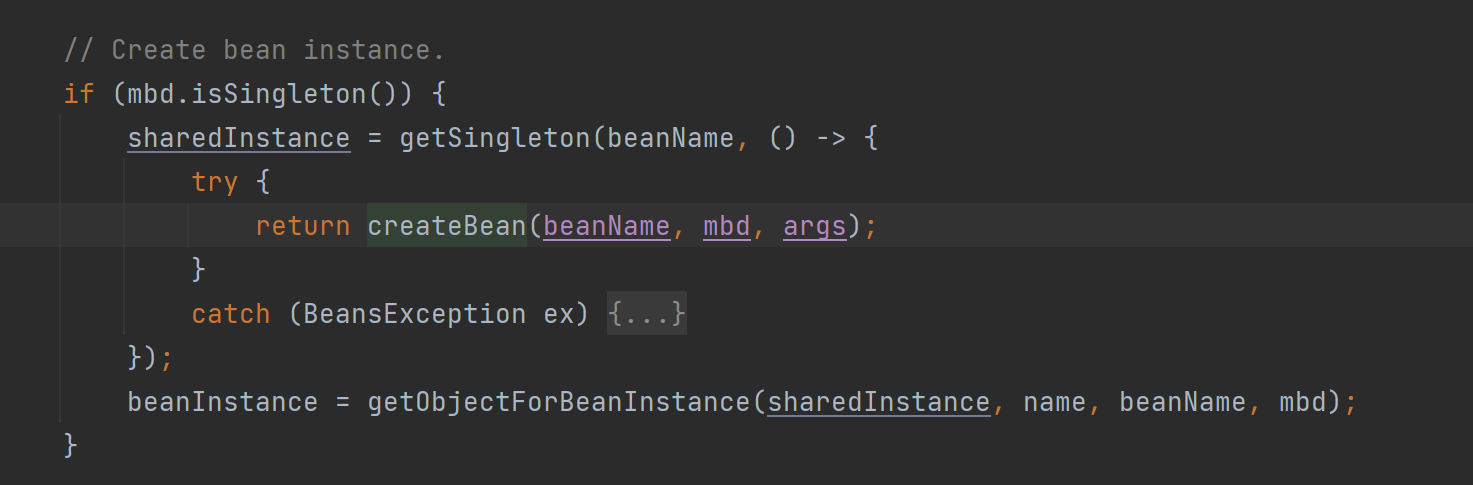 // Create bean instance.
if (mbd.isSingleton()) {
sharedInstance = getSingleton(beanName, () -> {
try {
return createBean(beanName, mbd, args);
}
catch (BeansException ex) {...}
});
beanInstance = getObjectForBeanInstance(sharedInstance, name, beanName, mbd);
}